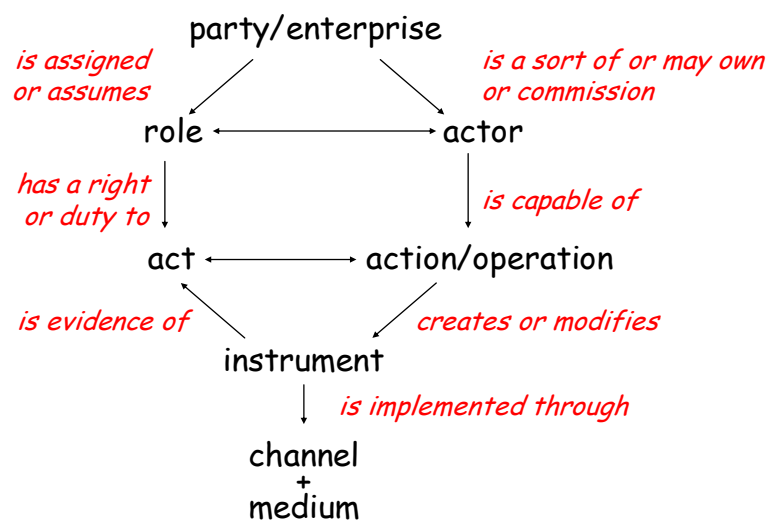 party/enterprise
is assigned
or assumes
is a sort of or may own
or commission
role
actor
has a right
or duty to
is capable of
act
action/operation
is evidence of
creates or modifies
instrument
is implemented through
channel
+
medium